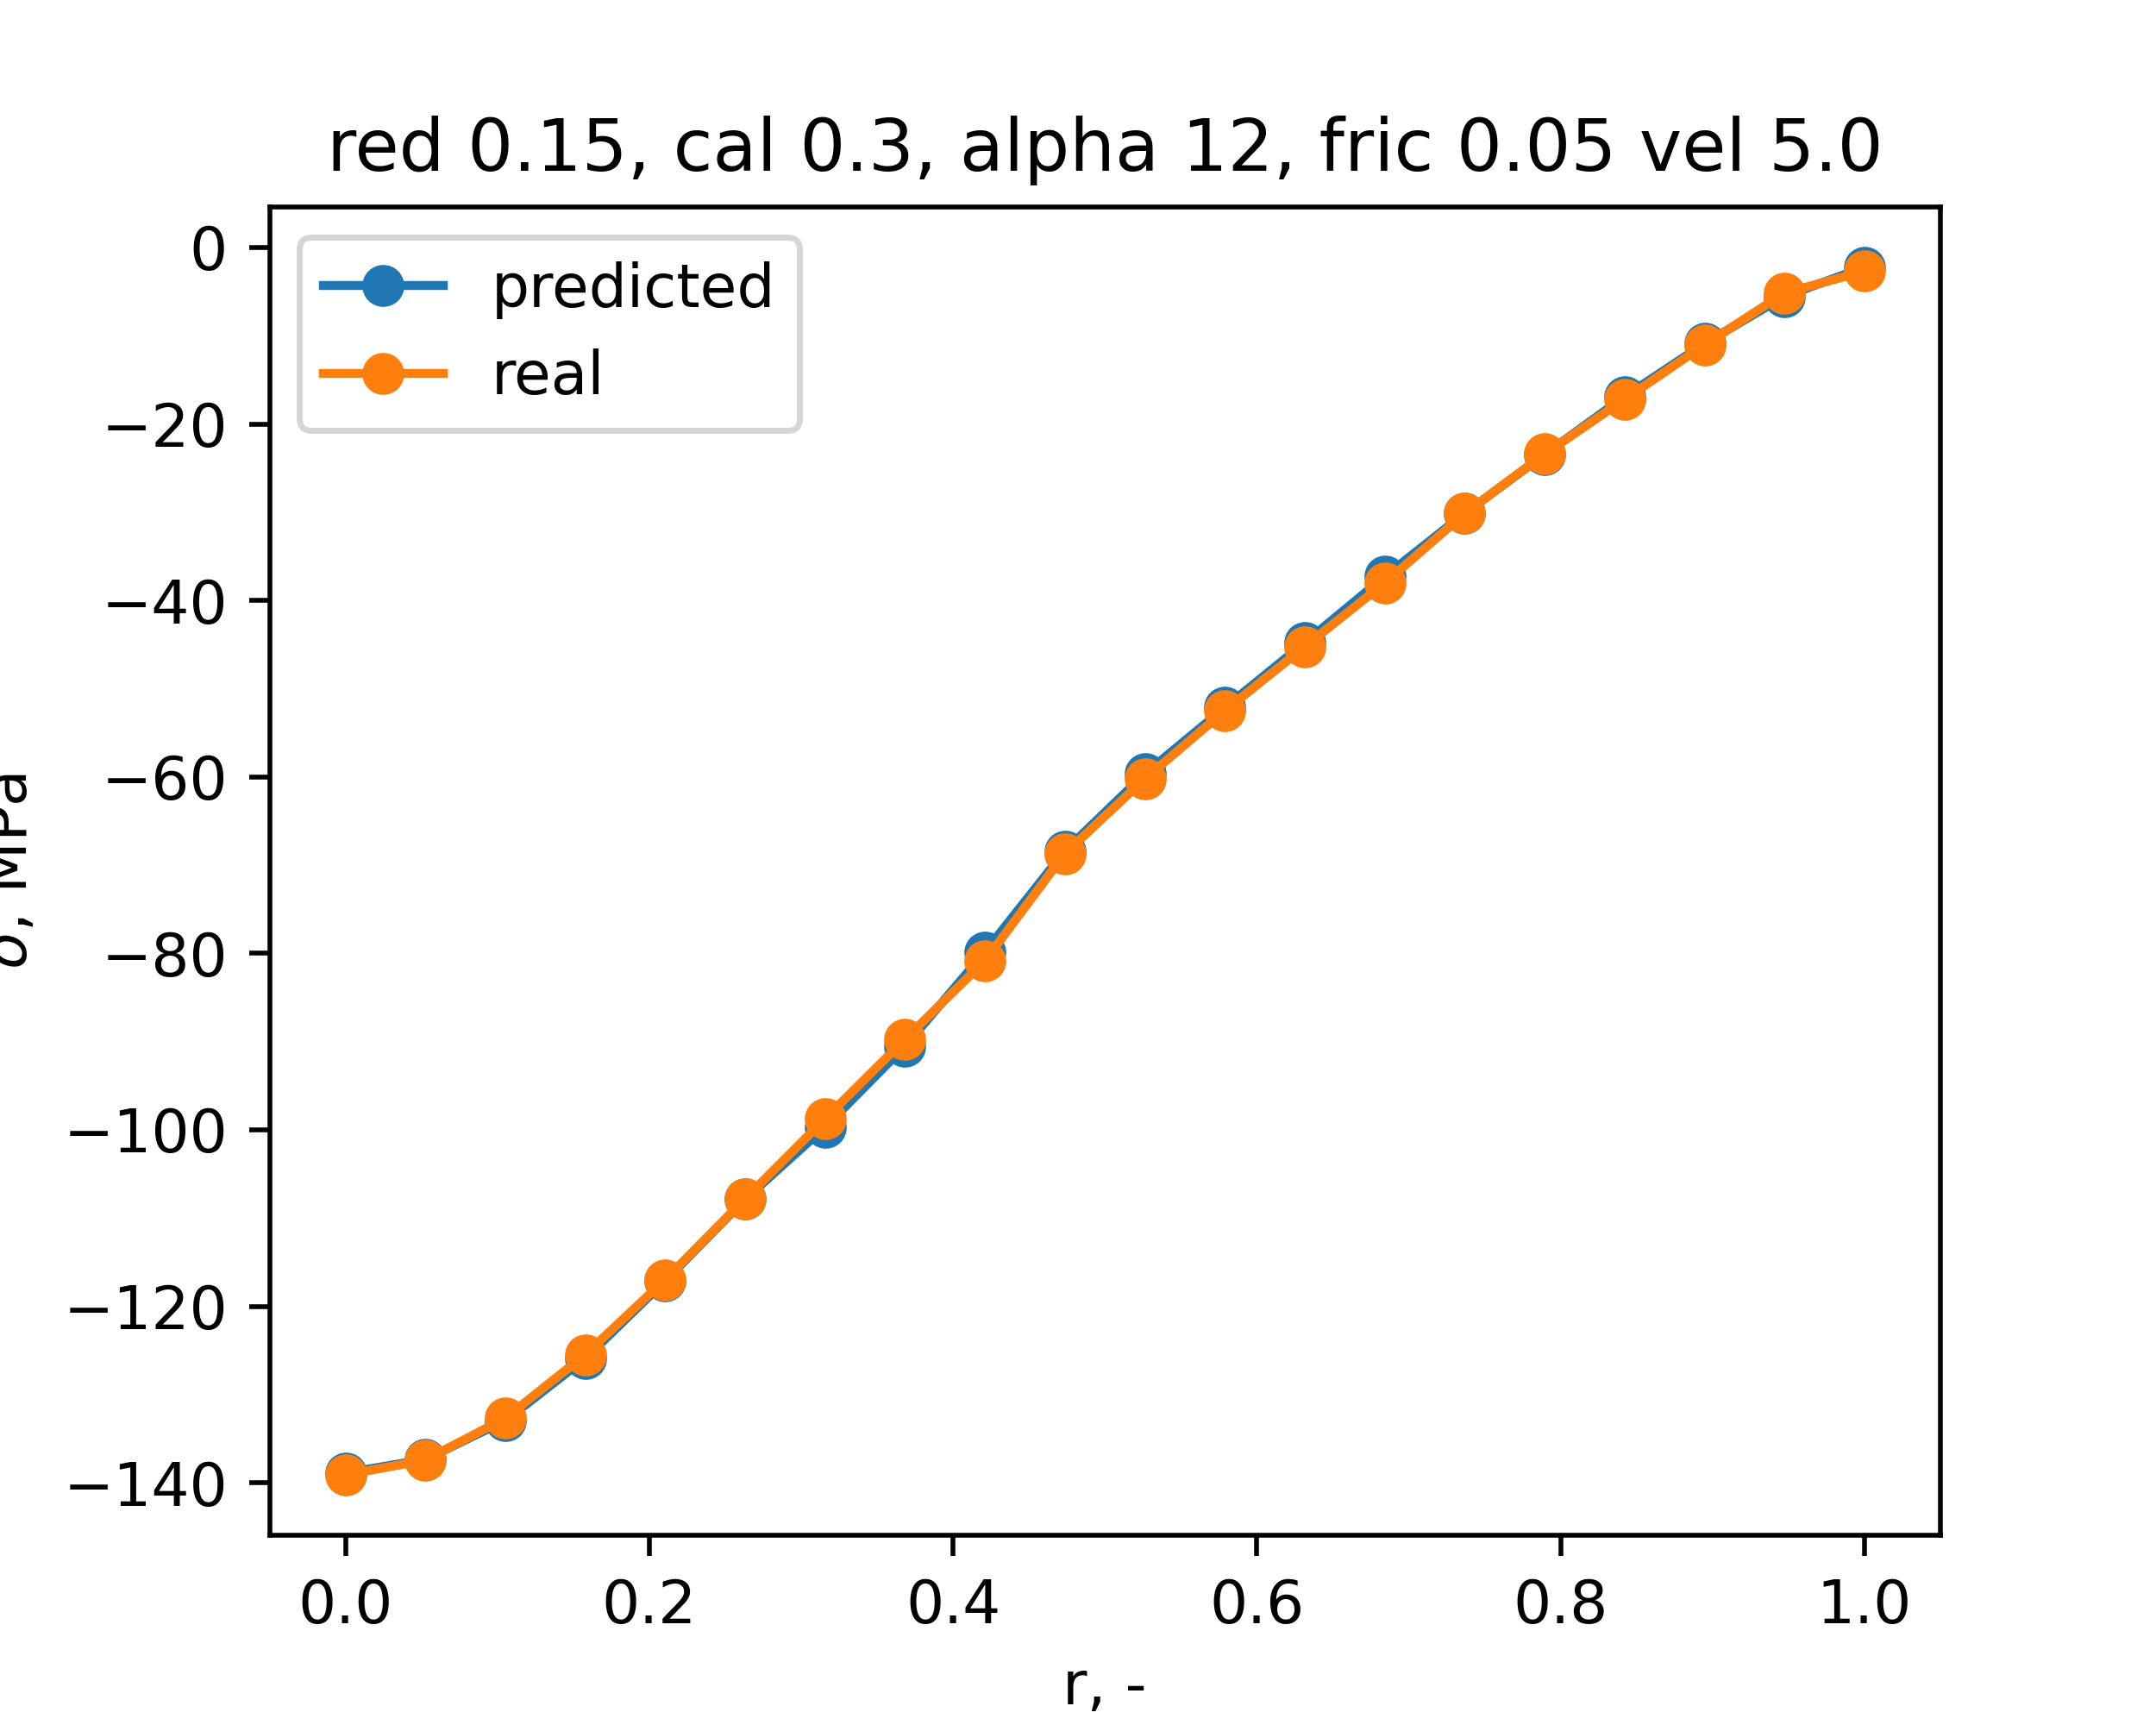 red 0.15, cal 0.3, alpha 12, fric 0.05 vel 5.0
predicted
real
0
−20
−40
−60
−80
−100
−120
−140
, MPa
0.0 0.2 0.4 0.6 0.8 1.0
r, -